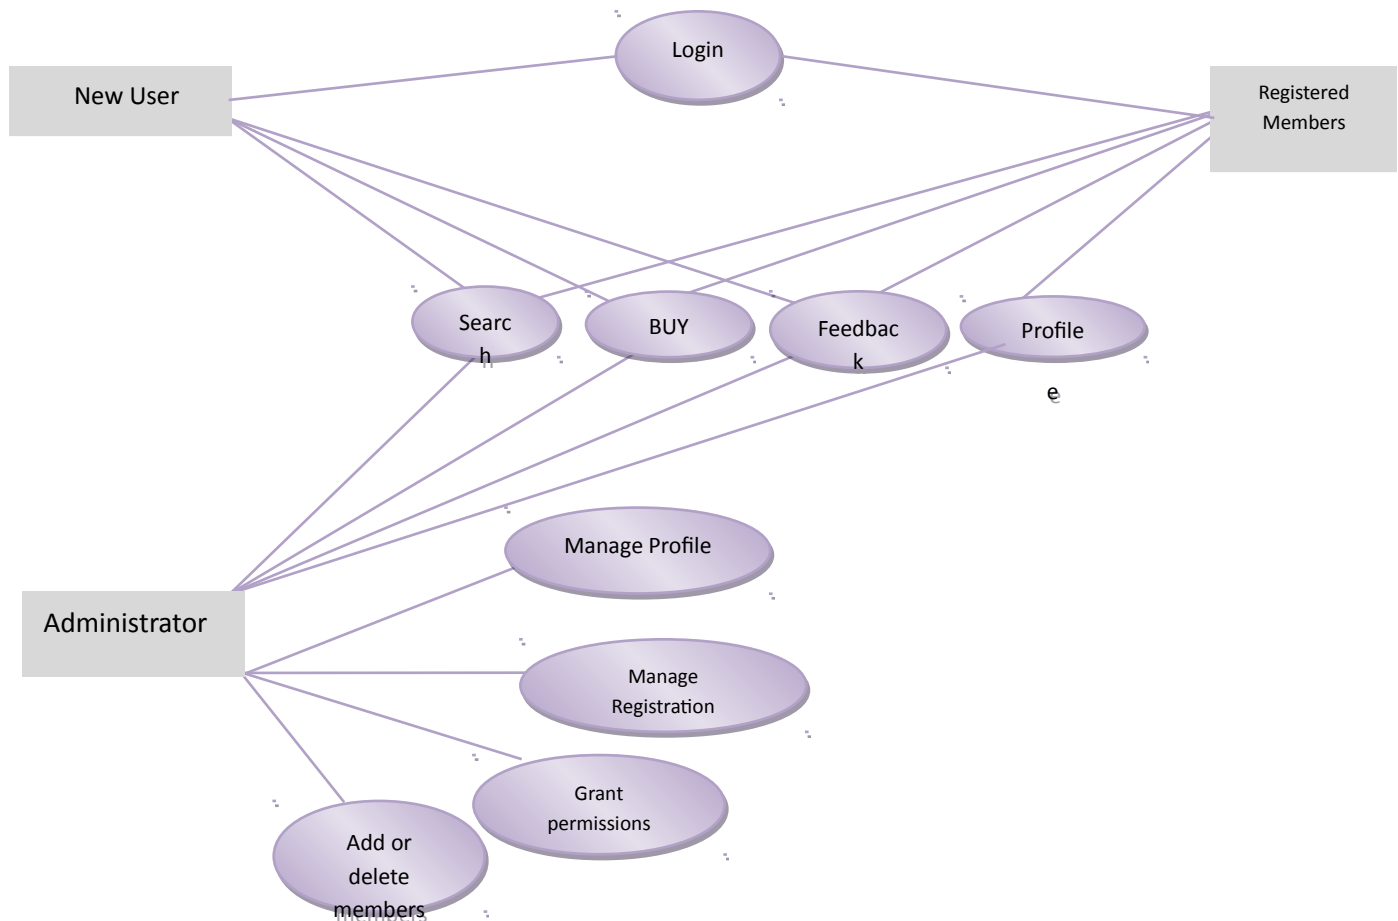 Login
New User
Registered
Members
Searc
h
BUY
Feedbac
k
Profile
e
Manage Profile
Administrator
Manage
Registration
Grant
permissions
Add or
delete
members